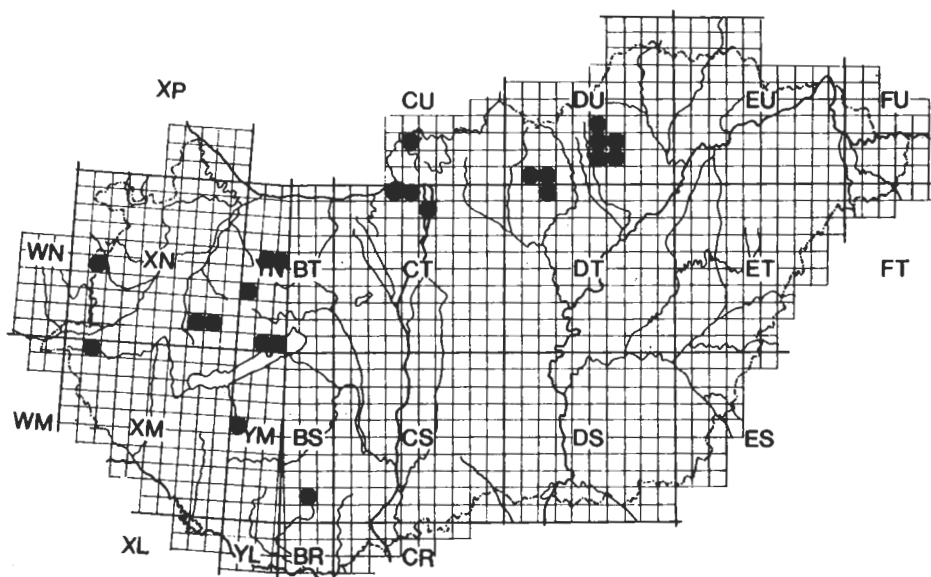 XP CU DU EU FU
WN XN YN BT CT DT ET FT
WM XM YM BS CS DS ES
XL YL BR CR